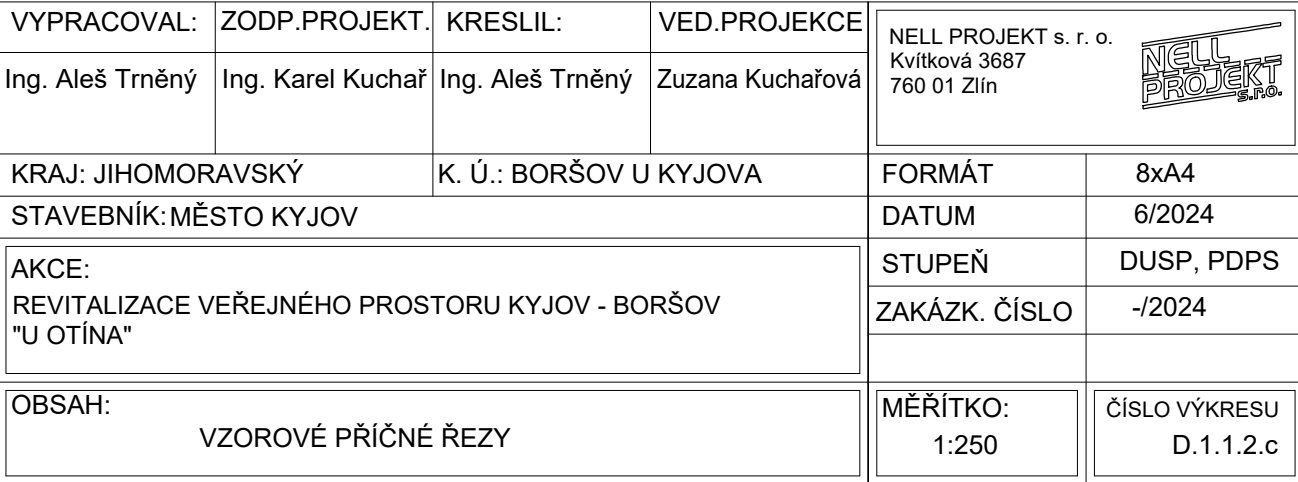 VYPRACOVAL: ZODP.PROJEKT. KRESLIL: VED.PROJEKCE
Ing. Aleš Trněný Ing. Karel Kuchař Ing. Aleš Trněný Zuzana Kuchařová
NELL PROJEKT s. r. o.
Kvítková 3687
760 01 Zlín
NELL
PROJEKT
s.r.o.
KRAJ: JIHOMORAVSKÝ K. Ú.: BORŠOV U KYJOVA
FORMÁT 8xA4
STAVEBNÍK: MĚSTO KYJOV
DATUM 6/2024
AKCE:
REVITALIZACE VEŘEJNÉHO PROSTORU KYJOV - BORŠOV
"U OTÍNA"
STUPEŇ DUSP, PDPS
ZAKÁZK. ČÍSLO -/2024
OBSAH:
VZOROVÉ PŘÍČNÉ ŘEZY
MĚŘÍTKO:
1:250
ČÍSLO VÝKRESU
D.1.1.2.c